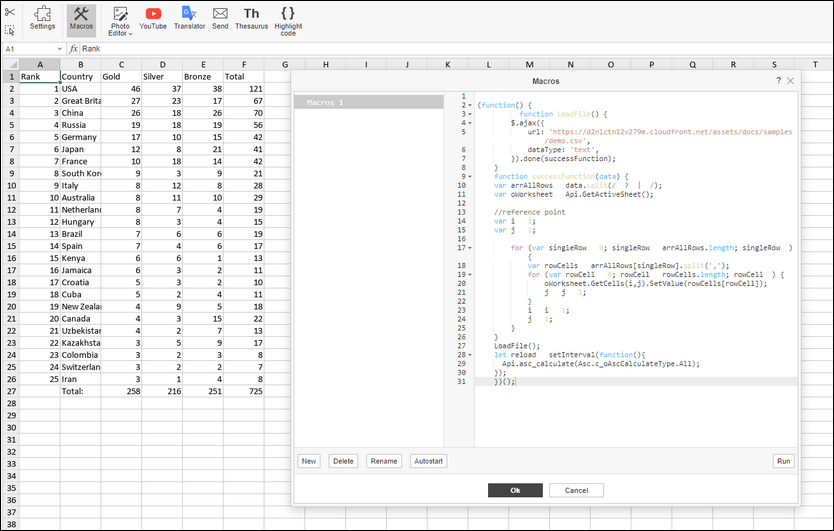 Settings Macros Photo Editor YouTube Translator Send Thesaurus Highlight code
A1 fx Rank
A B C D E F G H I J K L M N O P Q R S T
1 Rank Country Gold Silver Bronze Total
2 1 USA 46 37 38 121
3 2 Great Brita 27 23 17 67
4 3 China 26 18 26 70
5 4 Russia 19 18 19 56
6 5 Germany 17 10 15 42
7 6 Japan 12 8 21 41
8 7 France 10 18 14 42
9 8 South Kor 9 3 9 21
10 9 Italy 8 12 8 28
11 10 Australia 8 11 10 29
12 11 Netherland 8 7 4 19
13 12 Hungary 8 3 4 15
14 13 Brazil 7 6 6 19
15 14 Spain 7 4 6 17
16 15 Kenya 6 6 1 13
17 16 Jamaica 6 3 2 11
18 17 Croatia 5 3 2 10
19 18 Cuba 5 2 4 11
20 19 New Zeala 4 9 5 18
21 20 Canada 4 3 15 22
22 21 Uzbekistar 4 2 7 13
23 22 Kazakhsta 3 5 9 17
24 23 Colombia 3 2 3 8
25 24 Switzerlan 3 2 2 7
26 25 Iran 3 1 4 8
27 Total: 258 216 251 725
28
29
30
31
32
33
34
35
36
37
38
Macros ?
Macros 1
1
2 (function() {
3 function LoadFile() {
4 $.ajax({
5 url: 'https://d2nlctn12v279m.cloudfront.net/assets/docs/samples
/demo.csv',
6 dataType: 'text',
7 }).done(successFunction);
8 }
9 function successFunction(data) {
10 var arrAllRows data.split(/ ? | /);
11 var oWorksheet Api.GetActiveSheet();
12
13 //reference point
14 var i 1;
15 var j 1;
16
17 for (var singleRow 0; singleRow arrAllRows.length; singleRow )
{
18 var rowCells arrAllRows[singleRow].split(',');
19 for (var rowCell 0; rowCell rowCells.length; rowCell ) {
20 oWorksheet.GetCells(i,j).SetValue(rowCells[rowCell]);
21 j j 1;
22 }
23 i i 1;
24 j 1;
25 }
26 }
27 LoadFile();
28 let reload setInterval(function(){
29 Api.asc_calculate(Asc.c_oAscCalculateType.All);
30 });
31 })();
New Delete Rename Autostart Run
Ok Cancel